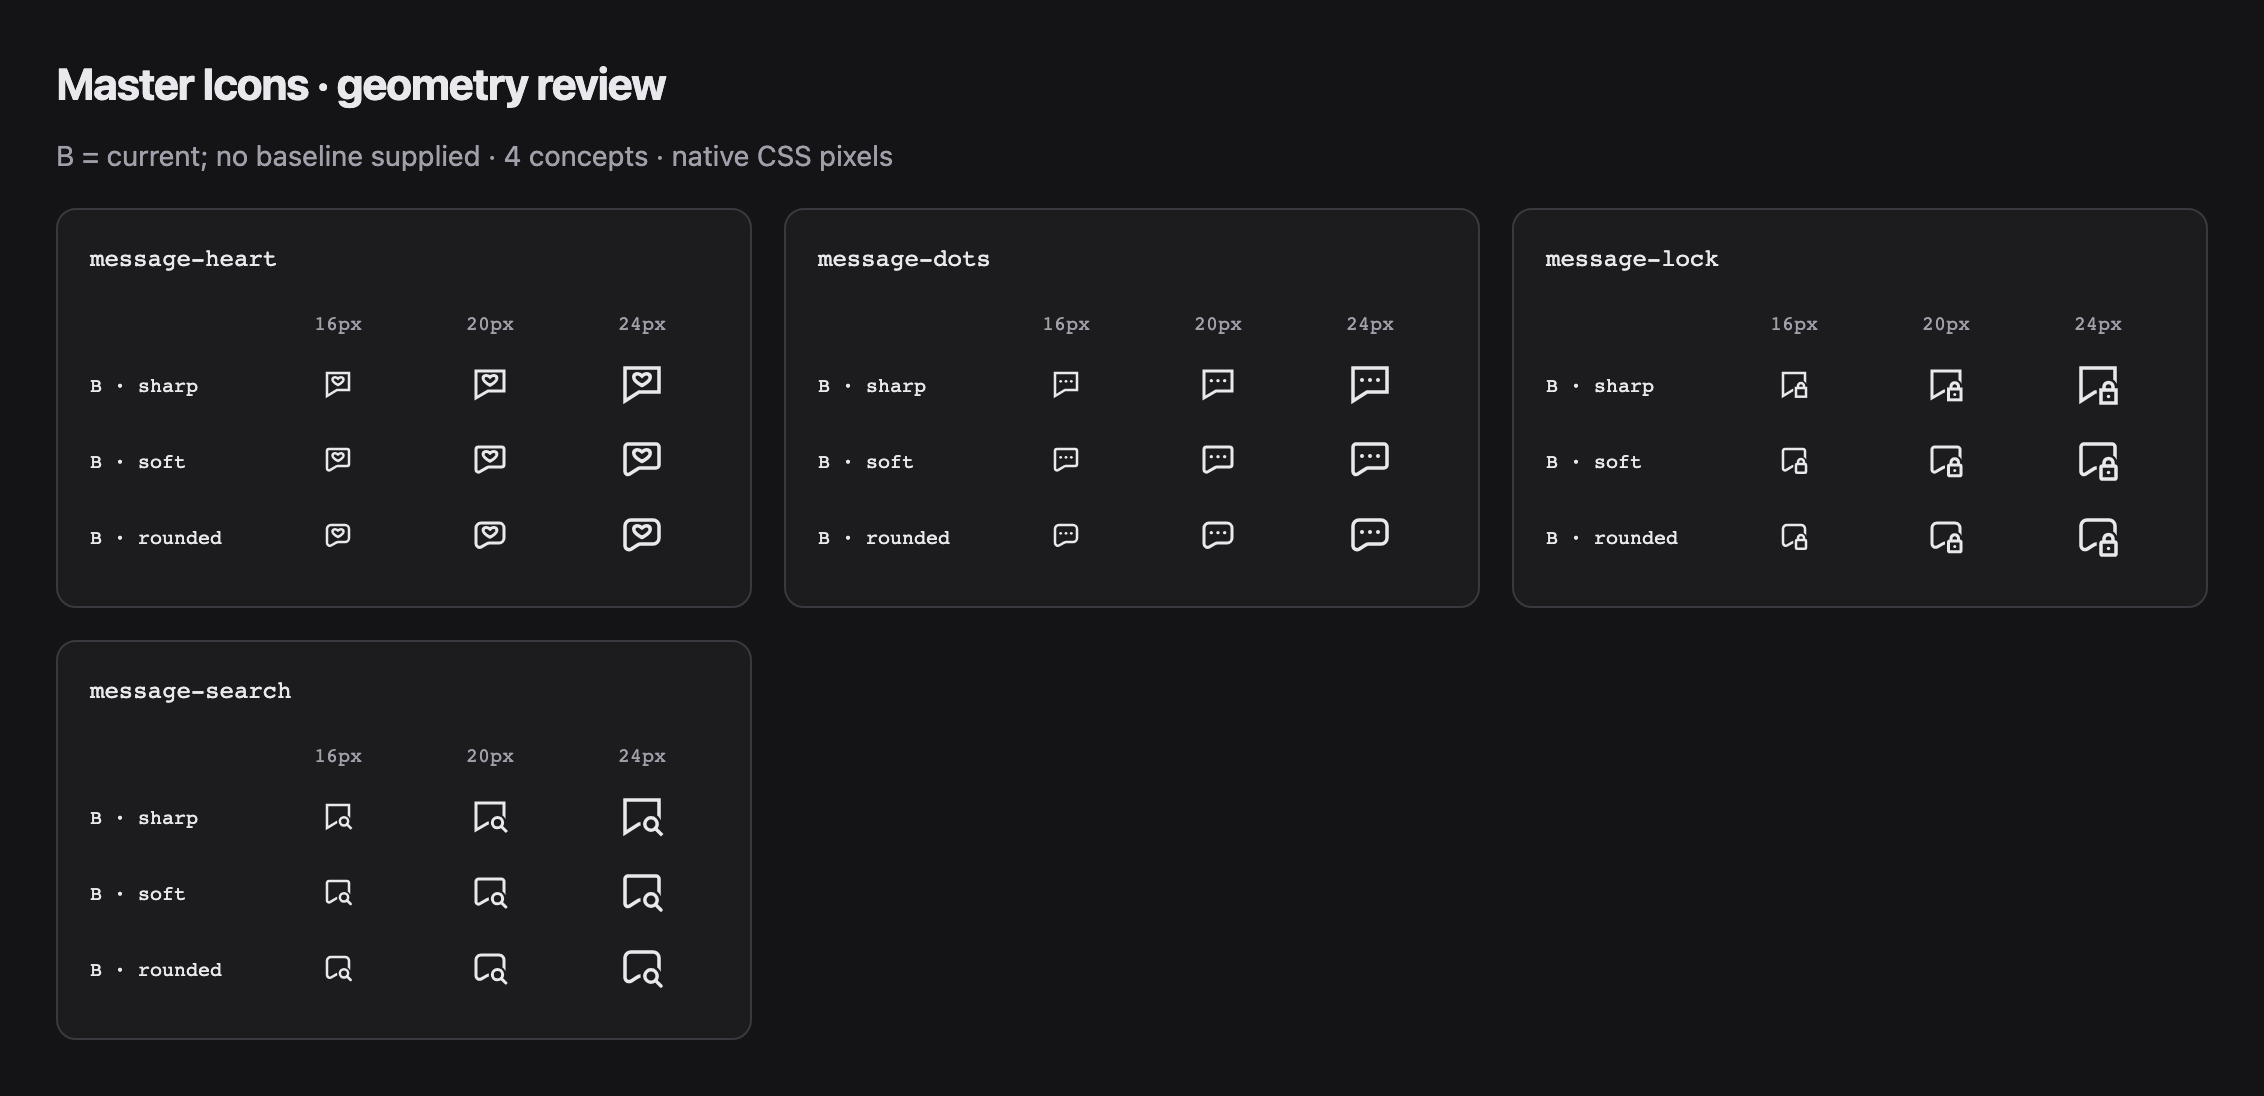 Master Icons · geometry review
B = current; no baseline supplied · 4 concepts · native CSS pixels
message-heart
16px 20px 24px
B · sharp
B · soft
B · rounded
message-dots
16px 20px 24px
B · sharp
B · soft
B · rounded
message-lock
16px 20px 24px
B · sharp
B · soft
B · rounded
message-search
16px 20px 24px
B · sharp
B · soft
B · rounded